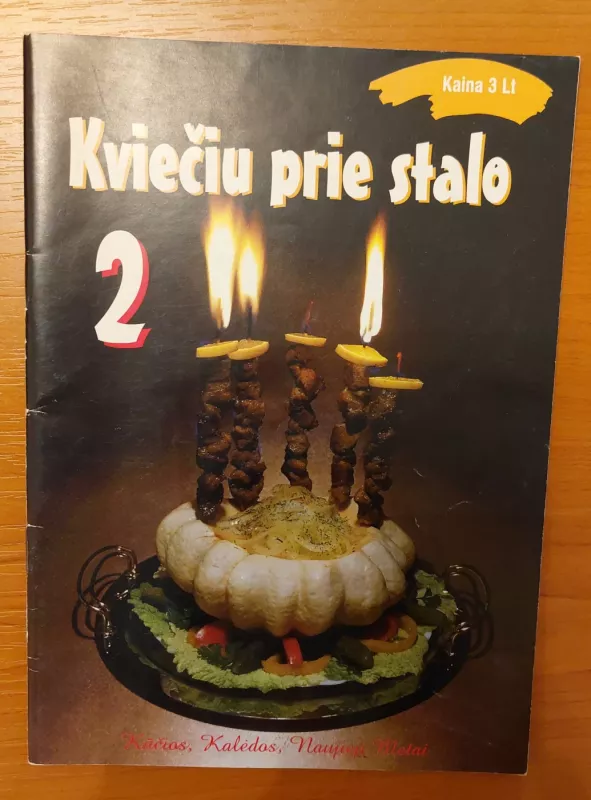 Kaina 3 Lt
Kviečiu prie stalo
2
Kūčios, Kalėdos, Naujieji Metai